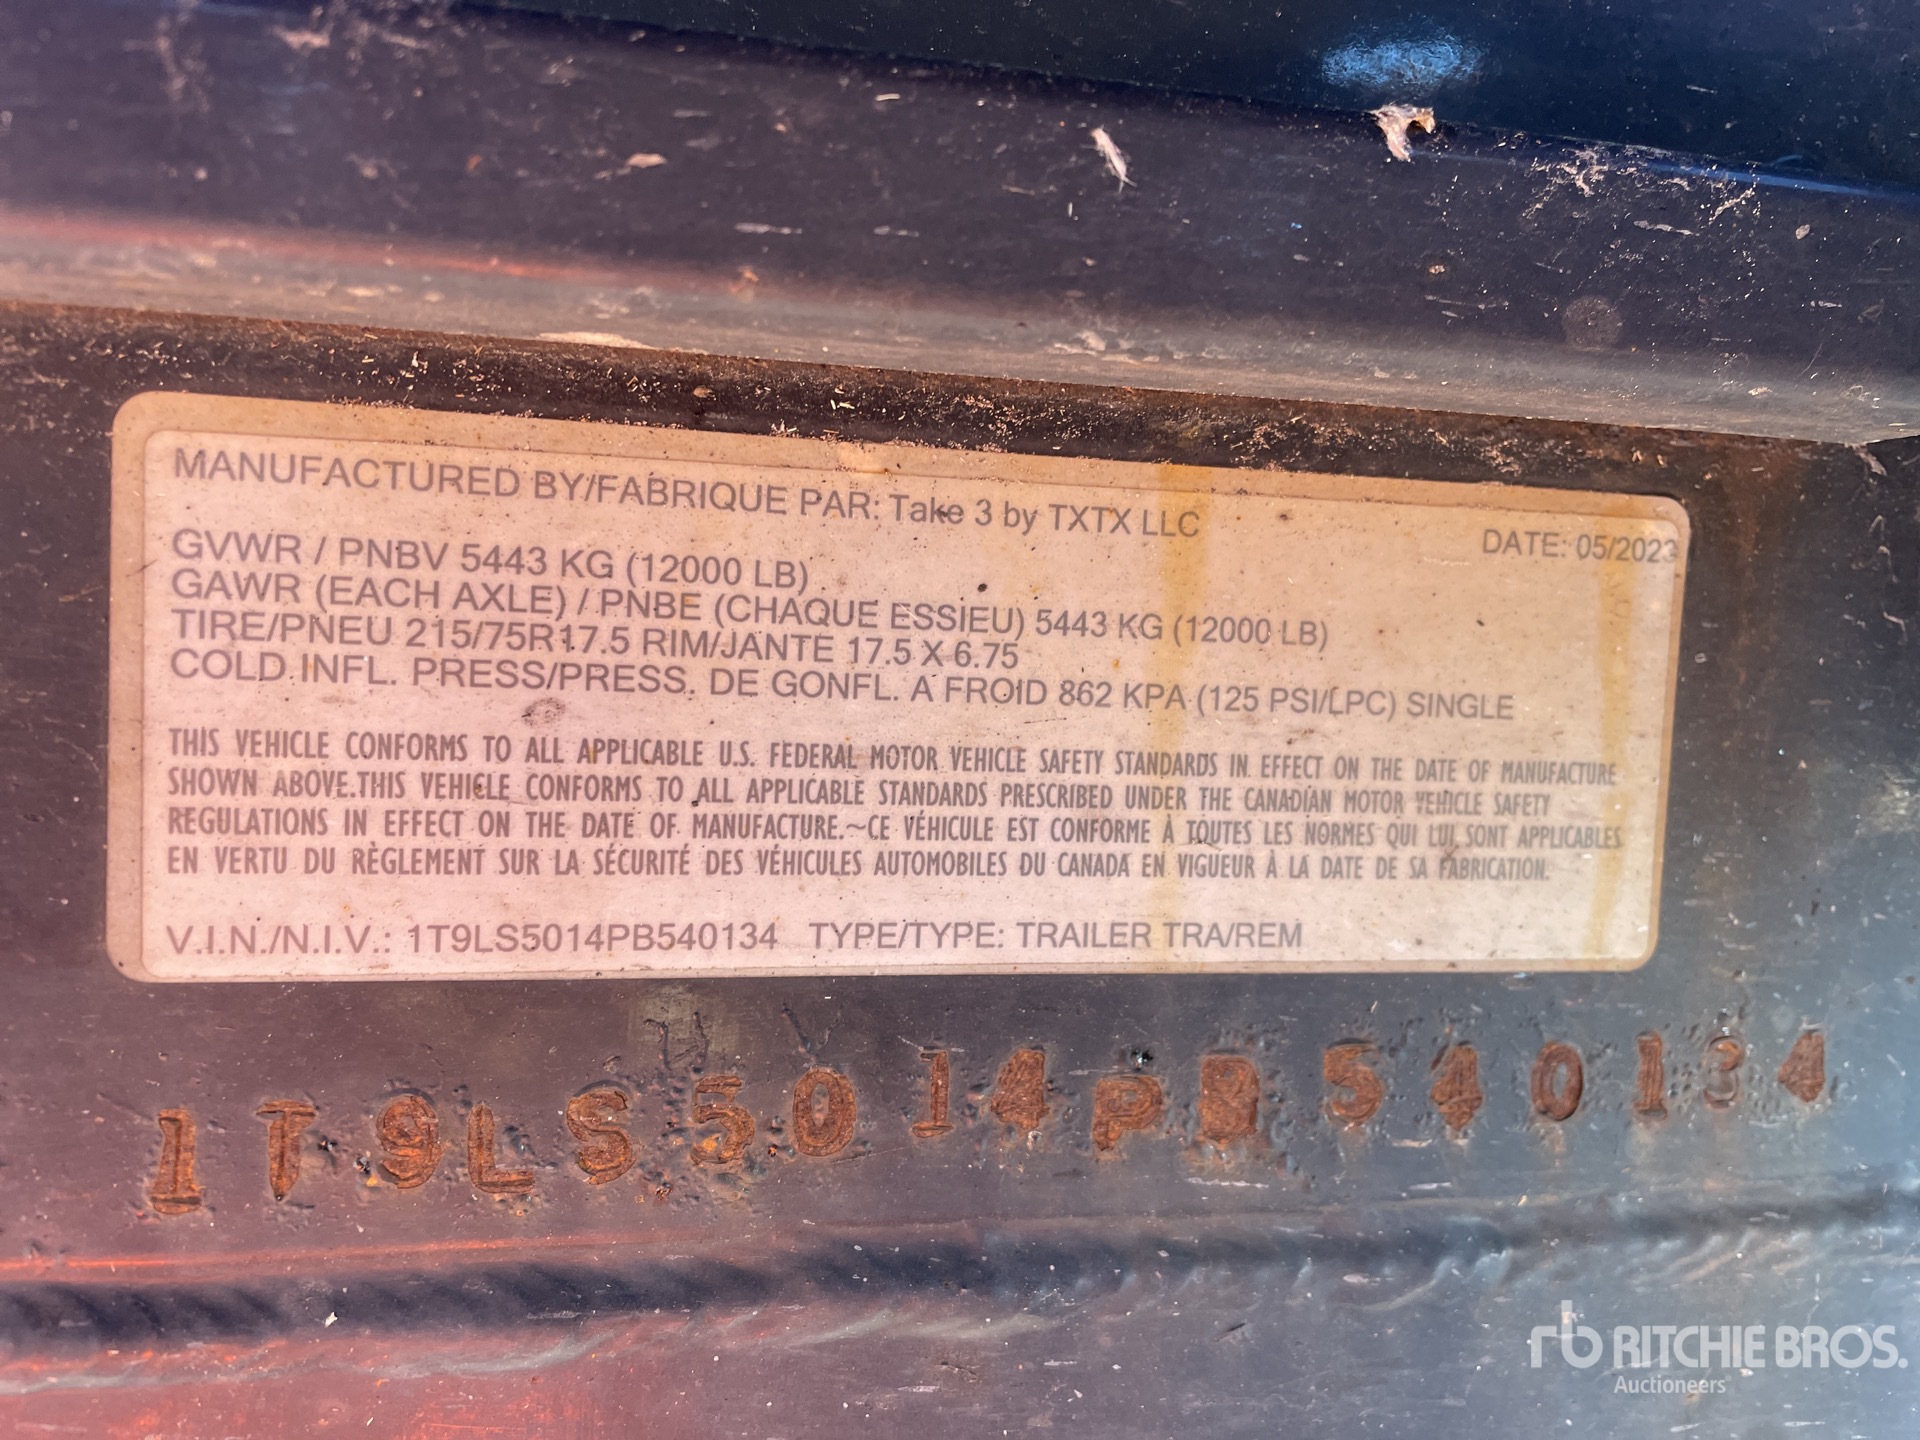 MANUFACTURED BY/FABRIQUE PAR: Take 3 by TXTX LLC
DATE: 05/2023
GVWR / PNBV 5443 KG (12000 LB)
GAWR (EACH AXLE) / PNBE (CHAQUE ESSIEU) 5443 KG (12000 LB)
TIRE/PNEU 215/75R17.5 RIM/JANTE 17.5 X 6.75
COLD INFL. PRESS/PRESS. DE GONFL. A FROID 862 KPA (125 PSI/LPC) SINGLE
THIS VEHICLE CONFORMS TO ALL APPLICABLE U.S. FEDERAL MOTOR VEHICLE SAFETY STANDARDS IN EFFECT ON THE DATE OF MANUFACTURE
SHOWN ABOVE.THIS VEHICLE CONFORMS TO ALL APPLICABLE STANDARDS PRESCRIBED UNDER THE CANADIAN MOTOR VEHICLE SAFETY
REGULATIONS IN EFFECT ON THE DATE OF MANUFACTURE.~CE VÉHICULE EST CONFORME À TOUTES LES NORMES QUI LUI SONT APPLICABLES
EN VERTU DU RÈGLEMENT SUR LA SÉCURITÉ DES VÉHICULES AUTOMOBILES DU CANADA EN VIGUEUR À LA DATE DE SA FABRICATION.
V.I.N./N.I.V.: 1T9LS5014PB540134 TYPE/TYPE: TRAILER TRA/REM
1T9LS5014PB540134
rb RITCHIE BROS.
Auctioneers